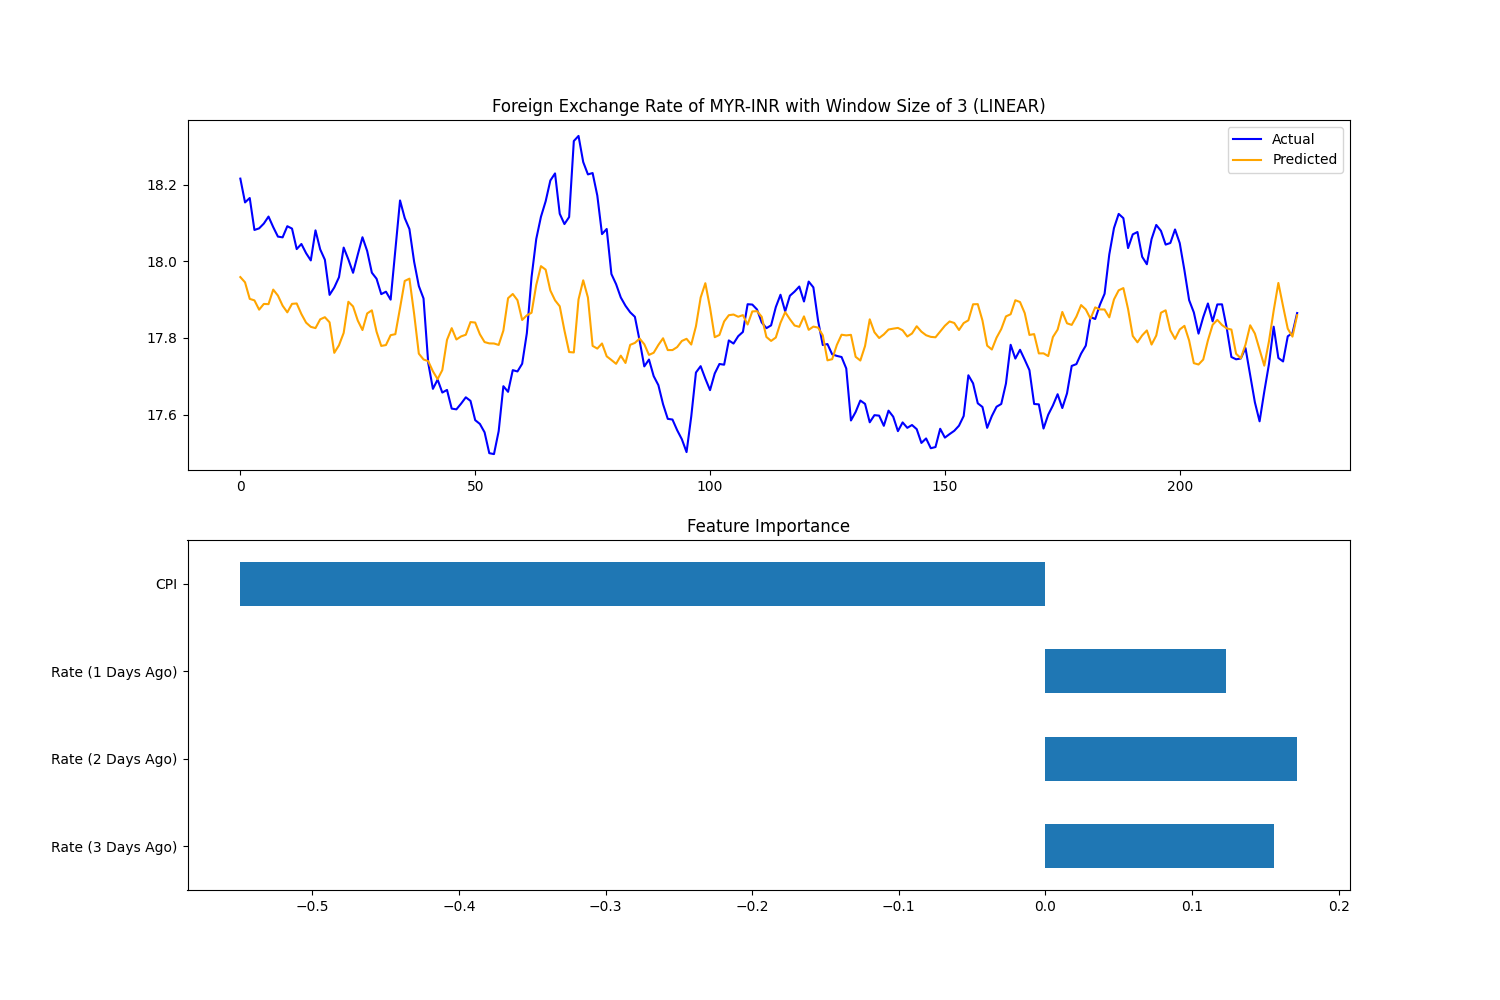 Foreign Exchange Rate of MYR-INR with Window Size of 3 (LINEAR)
Actual
Predicted
18.2
18.0
17.8
17.6
0 50 100 150 200
Feature Importance
CPI
Rate (1 Days Ago)
Rate (2 Days Ago)
Rate (3 Days Ago)
−0.5 −0.4 −0.3 −0.2 −0.1 0.0 0.1 0.2